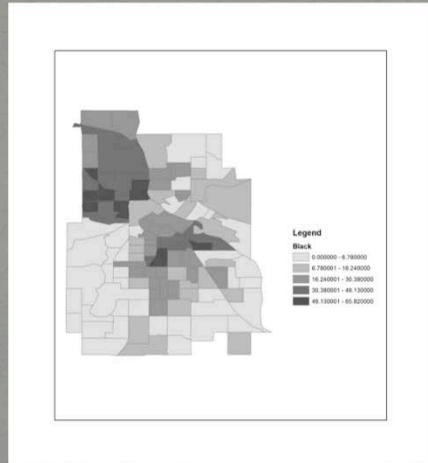 Legend
Black
0.000000 - 6.780000
6.780001 - 16.240000
16.240001 - 30.380000
30.380001 - 49.130000
49.130001 - 65.820000